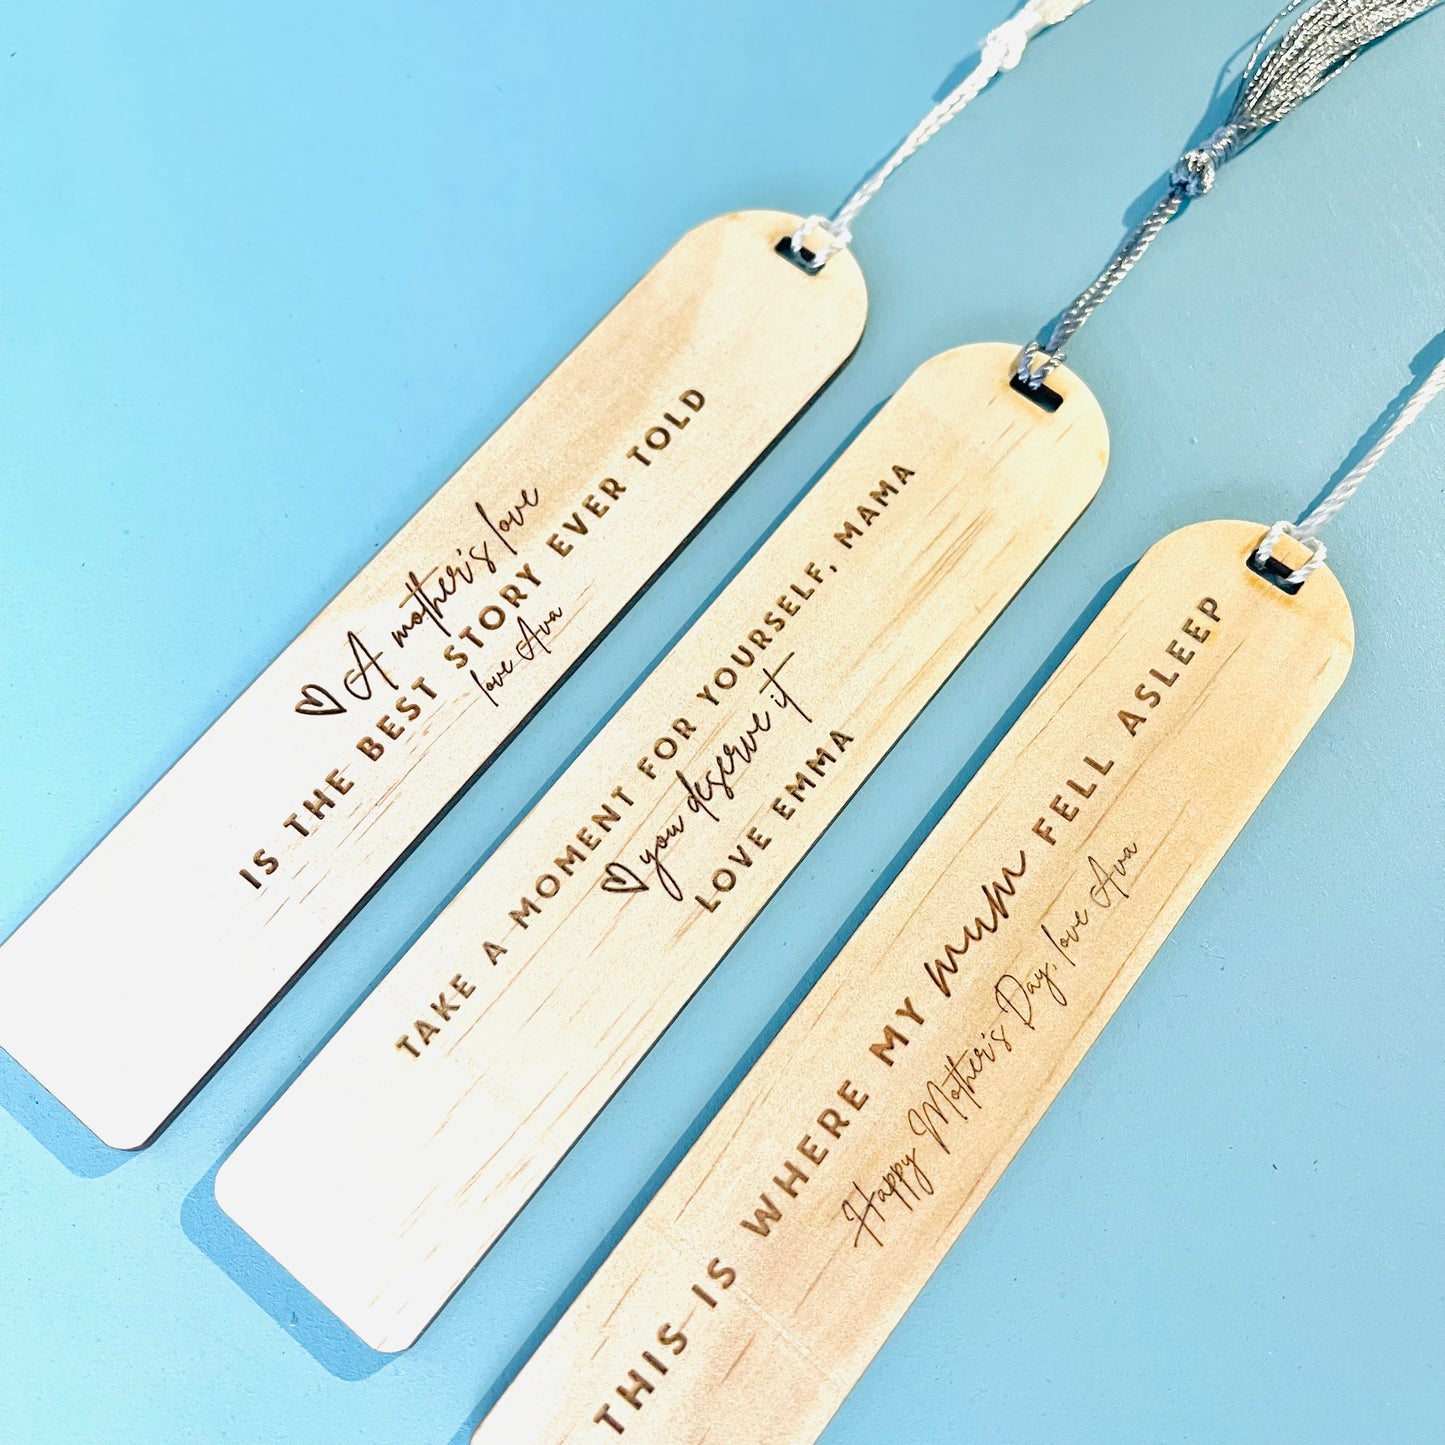 A mother's love
IS THE BEST STORY EVER TOLD
love Ava
TAKE A MOMENT FOR YOURSELF, MAMA
you deserve it
LOVE EMMA
THIS IS WHERE MY mum FELL ASLEEP
Happy Mother's Day, love Ava